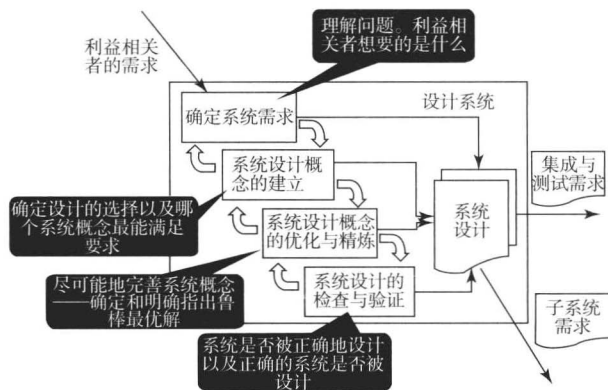 理解问题。利益相
关者想要的是什么
利益相关
者的需求
确定系统需求
设计系统
系统设计概
念的建立
集成与
测试需求
确定设计的选择以及哪
个系统概念最能满足
要求
系统设计概念
的优化与精炼
系统
设计
尽可能地完善系统概念
——确定和明确指出鲁
棒最优解
系统设计的
检查与验证
子系统
需求
系统是否被正确地设计
以及正确的系统是否被
设计